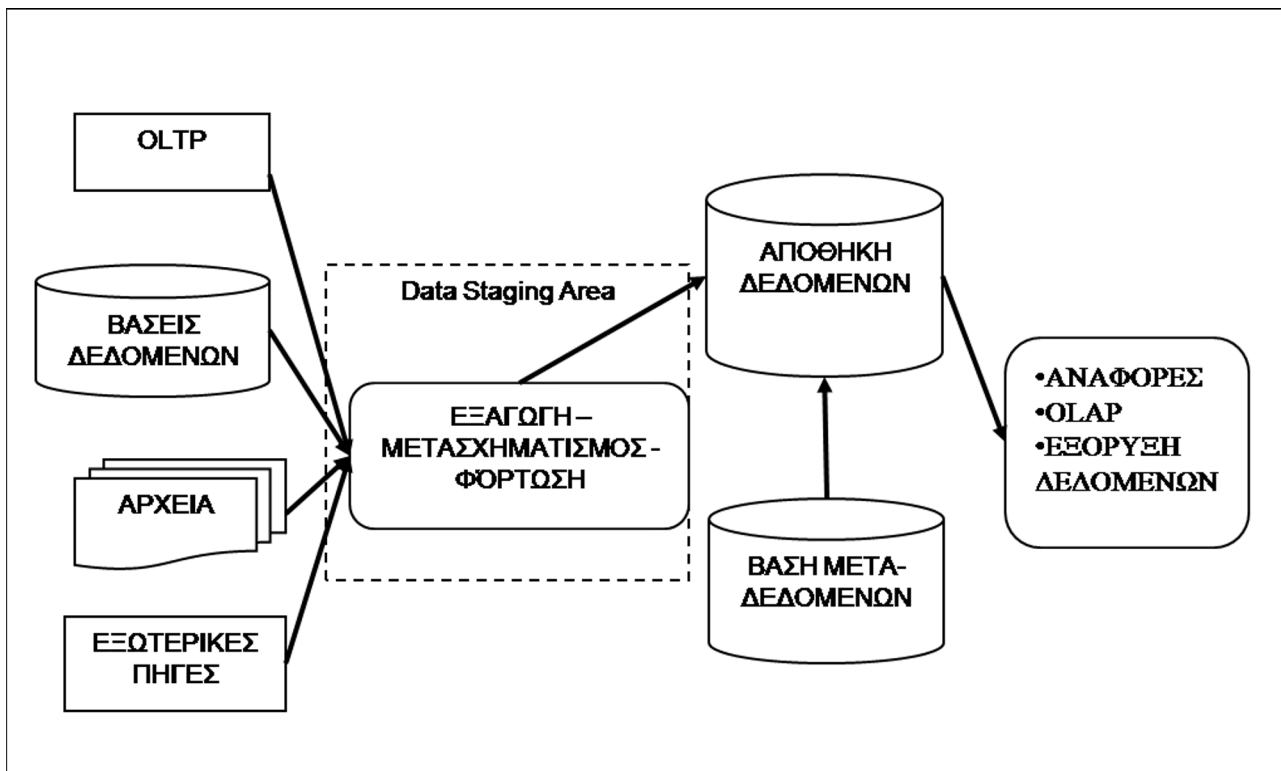 OLTP
ΒΑΣΕΙΣ
ΔΕΔΟΜΕΝΩΝ
ΑΡΧΕΙΑ
ΕΞΩΤΕΡΙΚΕΣ
ΠΗΓΕΣ
Data Staging Area
ΕΞΑΓΩΓΗ –
ΜΕΤΑΣΧΗΜΑΤΙΣΜΟΣ -
ΦΌΡΤΩΣΗ
ΑΠΟΘΗΚΗ
ΔΕΔΟΜΕΝΩΝ
ΒΑΣΗ ΜΕΤΑ-
ΔΕΔΟΜΕΝΩΝ
•ΑΝΑΦΟΡΕΣ
•OLAP
•ΕΞΟΡΥΞΗ
ΔΕΔΟΜΕΝΩΝ